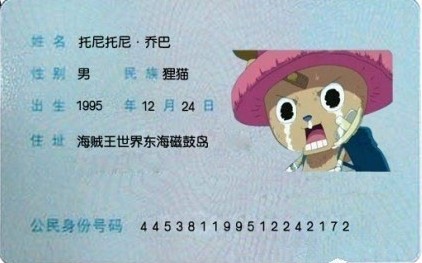 姓名 托尼托尼·乔巴
性别 男 民族 狸猫
出生 1995 年 12 月 24 日
住址 海贼王世界东海磁鼓岛
公民身份号码 445381199512242172